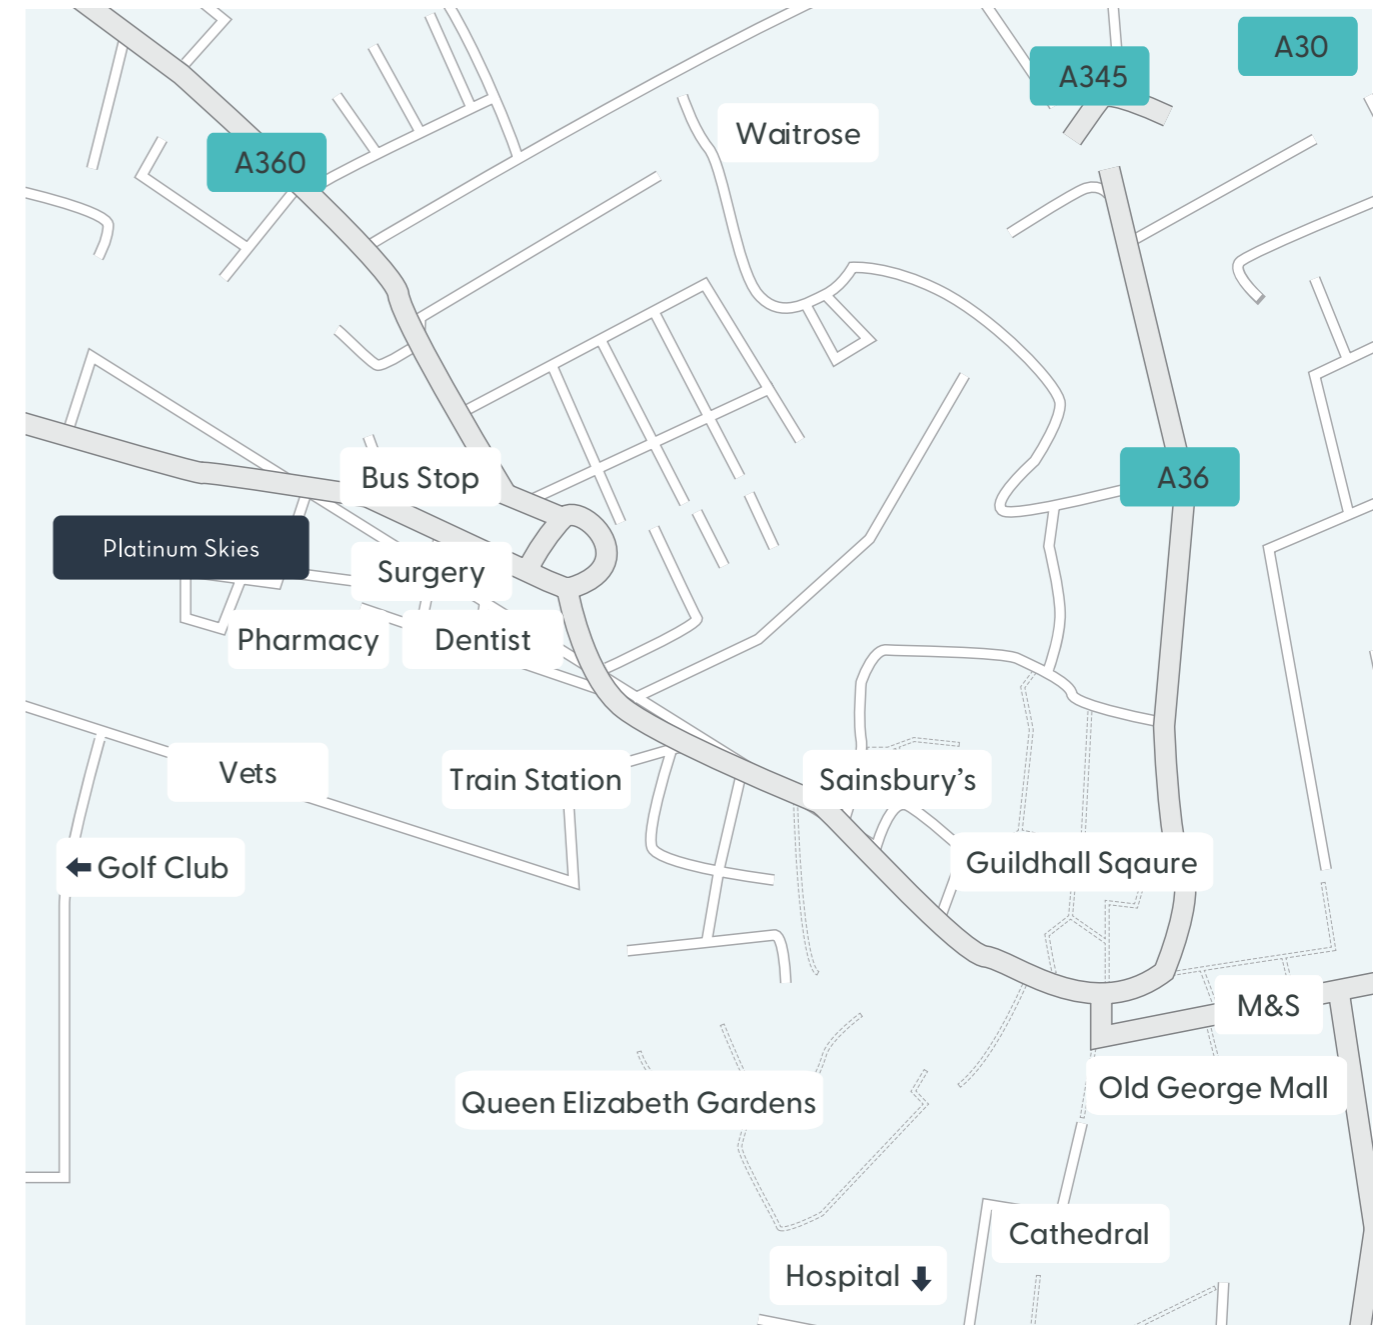 A30
A345
Waitrose
A360
Bus Stop
A36
Platinum Skies
Surgery
Pharmacy
Dentist
Vets
Train Station
Sainsbury's
Golf Club
Guildhall Sqaure
M&S
Old George Mall
Queen Elizabeth Gardens
Cathedral
Hospital